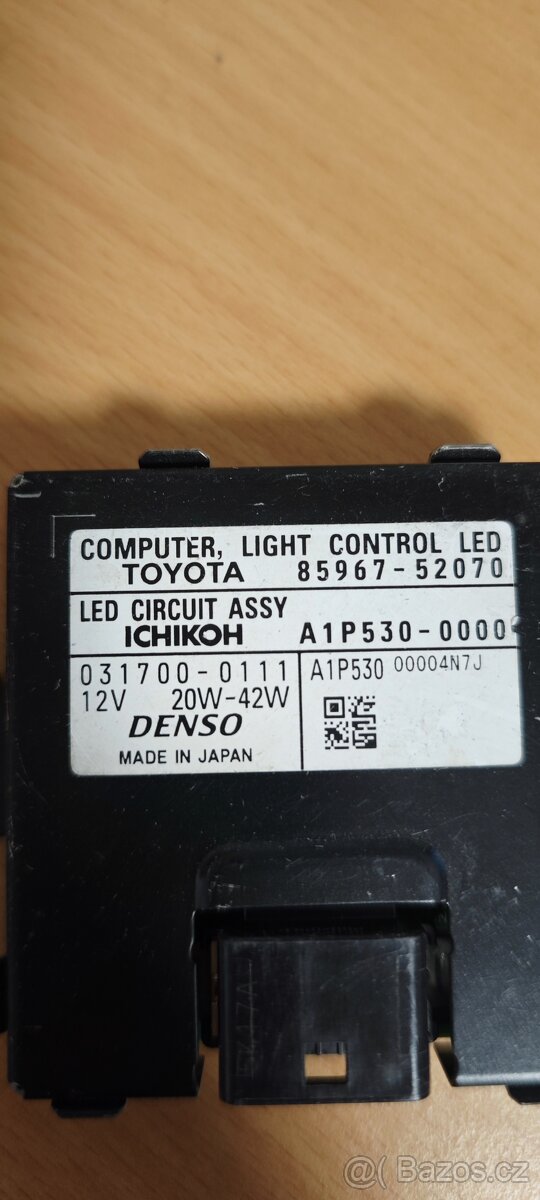 COMPUTER, LIGHT CONTROL LED
TOYOTA 85967-52070
LED CIRCUIT ASSY
ICHIKOH A1P530-0000
031700-0111
12V 20W-42W
DENSO
MADE IN JAPAN
A1P530 00004N7J
@ Bazos.cz